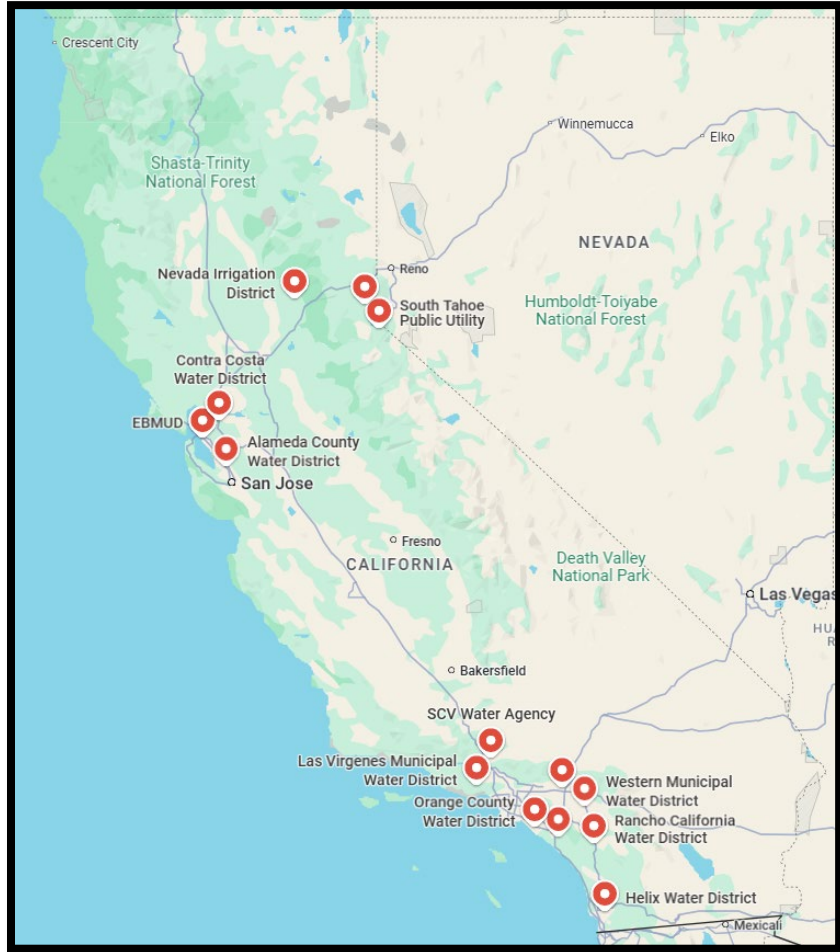 Crescent City
Winnemucca
Elko
Shasta-Trinity
National Forest
NEVADA
Reno
Nevada Irrigation
District
South Tahoe
Public Utility
Humboldt-Toiyabe
National Forest
Contra Costa
Water District
EBMUD
Alameda County
Water District
San Jose
Fresno
CALIFORNIA
Death Valley
National Park
Las Vegas
HU
R
Bakersfield
SCV Water Agency
Las Virgenes Municipal
Water District
Western Municipal
Water District
Orange County
Water District
Rancho California
Water District
Helix Water District
Mexicali